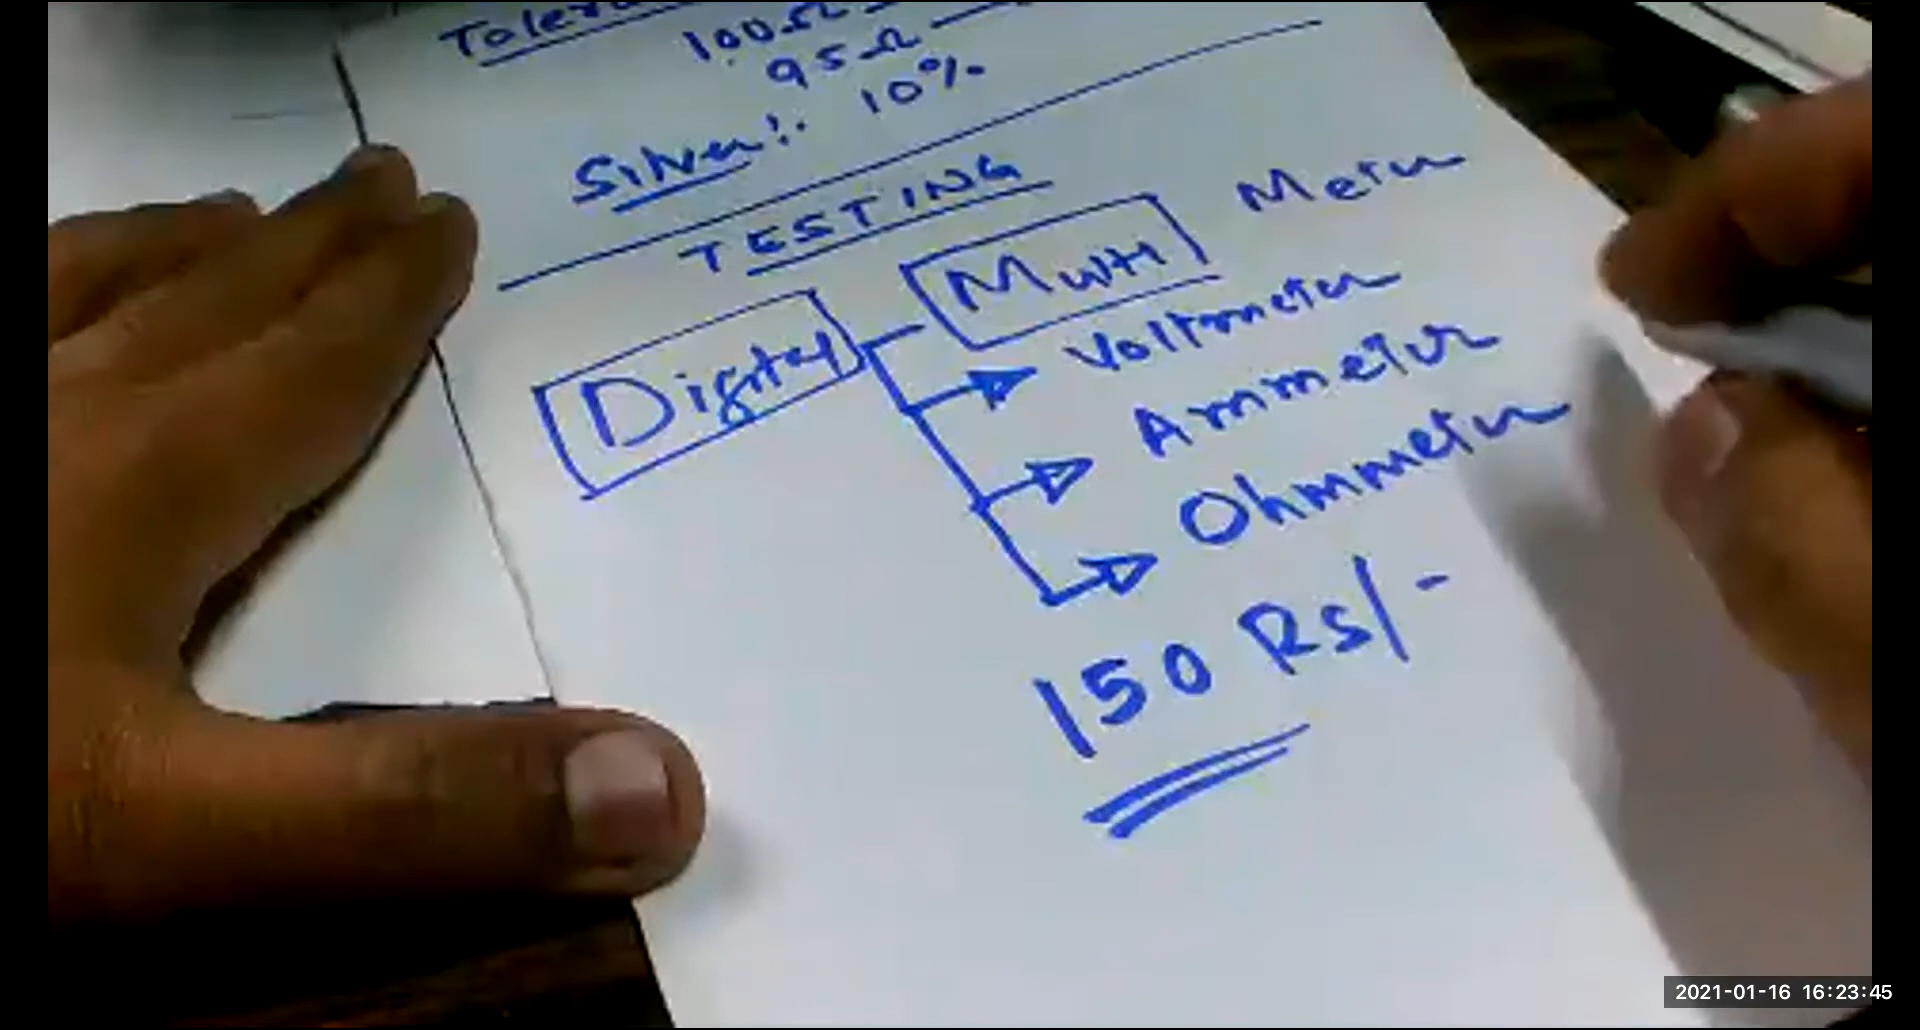 100Ω
95Ω
Silver:- 10%
TESTING
Digital Multi Meter
Voltmeter
Ammeter
Ohmmeter
150 Rs/-
2021-01-16 16:23:45